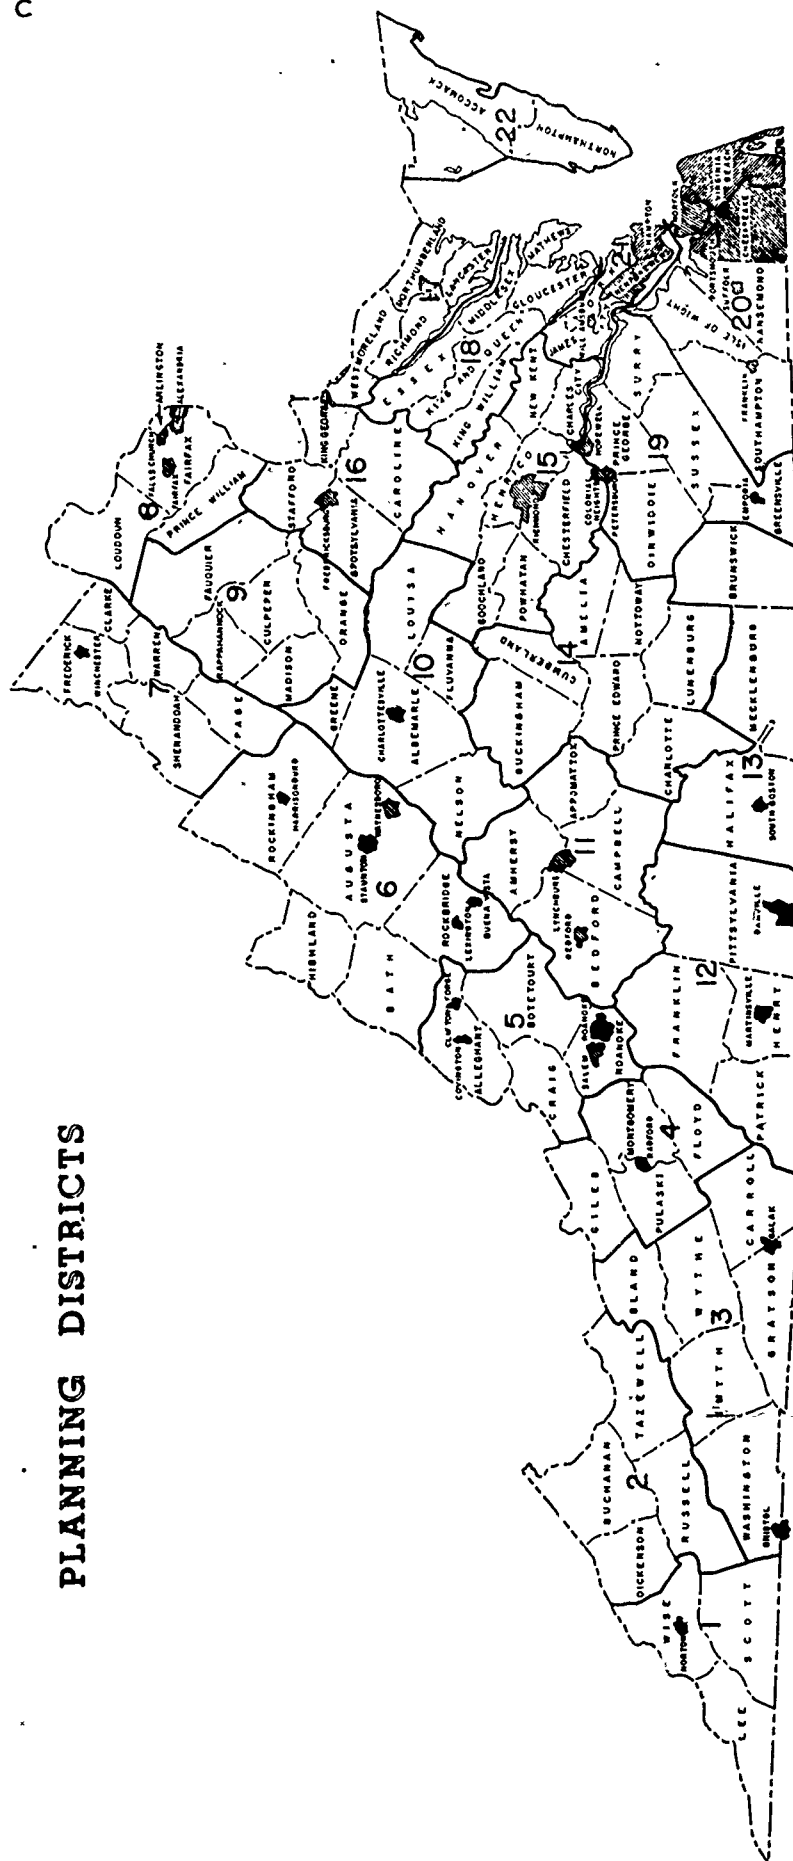 C
PLANNING DISTRICTS
ACCOMACK
22
NORTHAMPTON
NORTHUMBERLAND
17
LANCASTER
WESTMORELAND
RICHMOND
MATHEWS
MIDDLESEX
ESSEX
18
GLOUCESTER
KING AND QUEEN
KING WILLIAM
NEW KENT
JAMES CITY
21
HAMPTON
NORFOLK
VIRGINIA BEACH
CHESAPEAKE
PORTSMOUTH
SUFFOLK
20
ISLE OF WIGHT
NANSEMOND
FRANKLIN
SOUTHAMPTON
SURRY
CHARLES CITY
HOPEWELL
PRINCE GEORGE
19
SUSSEX
EMPORIA
GREENSVILLE
COLONIAL HEIGHTS
PETERSBURG
DINWIDDIE
BRUNSWICK
ARLINGTON
ALEXANDRIA
FALLS CHURCH
FAIRFAX
FAIRFAX
8
LOUDOUN
PRINCE WILLIAM
KING GEORGE
STAFFORD
16
FREDERICKSBURG
SPOTSYLVANIA
CAROLINE
HANOVER
HENRICO
15
RICHMOND
CHESTERFIELD
POWHATAN
GOOCHLAND
FAUQUIER
9
RAPPAHANNOCK
CULPEPER
MADISON
ORANGE
LOUISA
10
FLUVANNA
GREENE
CHARLOTTESVILLE
ALBEMARLE
NELSON
CLARKE
FREDERICK
WINCHESTER
WARREN
7
SHENANDOAH
PAGE
CUMBERLAND
14
AMELIA
NOTTOWAY
BUCKINGHAM
PRINCE EDWARD
LUNENBURG
CHARLOTTE
MECKLENBURG
13
HALIFAX
SOUTH BOSTON
ROCKINGHAM
HARRISONBURG
AUGUSTA
STAUNTON
WAYNESBORO
6
HIGHLAND
BATH
ROCKBRIDGE
LEXINGTON
BUENA VISTA
AMHERST
APPOMATTOX
11
CAMPBELL
LYNCHBURG
BEDFORD
BEDFORD
PITTSYLVANIA
DANVILLE
12
FRANKLIN
MARTINSVILLE
HENRY
PATRICK
CLIFTON FORGE
COVINGTON
ALLEGHANY
5
BOTETOURT
CRAIG
SALEM
ROANOKE
ROANOKE
MONTGOMERY
RADFORD
4
FLOYD
GILES
PULASKI
BLAND
WYTHE
CARROLL
GALAX
GRAYSON
3
SMYTH
TAZEWELL
BUCHANAN
2
RUSSELL
DICKENSON
WASHINGTON
BRISTOL
WISE
NORTON
1
SCOTT
LEE